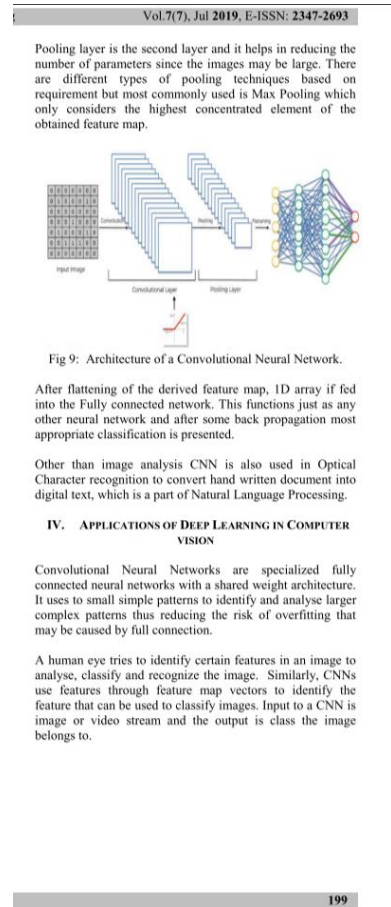 Vol.7(7), Jul 2019, E-ISSN: 2347-2693
Pooling layer is the second layer and it helps in reducing the
number of parameters since the images may be large. There
are different types of pooling techniques based on
requirement but most commonly used is Max Pooling which
only considers the highest concentrated element of the
obtained feature map.
Convolution
Pooling
Flattening
Input Image
Convolutional Layer
Pooling Layer
Fig 9: Architecture of a Convolutional Neural Network.
After flattening of the derived feature map, 1D array if fed
into the Fully connected network. This functions just as any
other neural network and after some back propagation most
appropriate classification is presented.
Other than image analysis CNN is also used in Optical
Character recognition to convert hand written document into
digital text, which is a part of Natural Language Processing.
IV. APPLICATIONS OF DEEP LEARNING IN COMPUTER
VISION
Convolutional Neural Networks are specialized fully
connected neural networks with a shared weight architecture.
It uses to small simple patterns to identify and analyse larger
complex patterns thus reducing the risk of overfitting that
may be caused by full connection.
A human eye tries to identify certain features in an image to
analyse, classify and recognize the image. Similarly, CNNs
use features through feature map vectors to identify the
feature that can be used to classify images. Input to a CNN is
image or video stream and the output is class the image
belongs to.
199